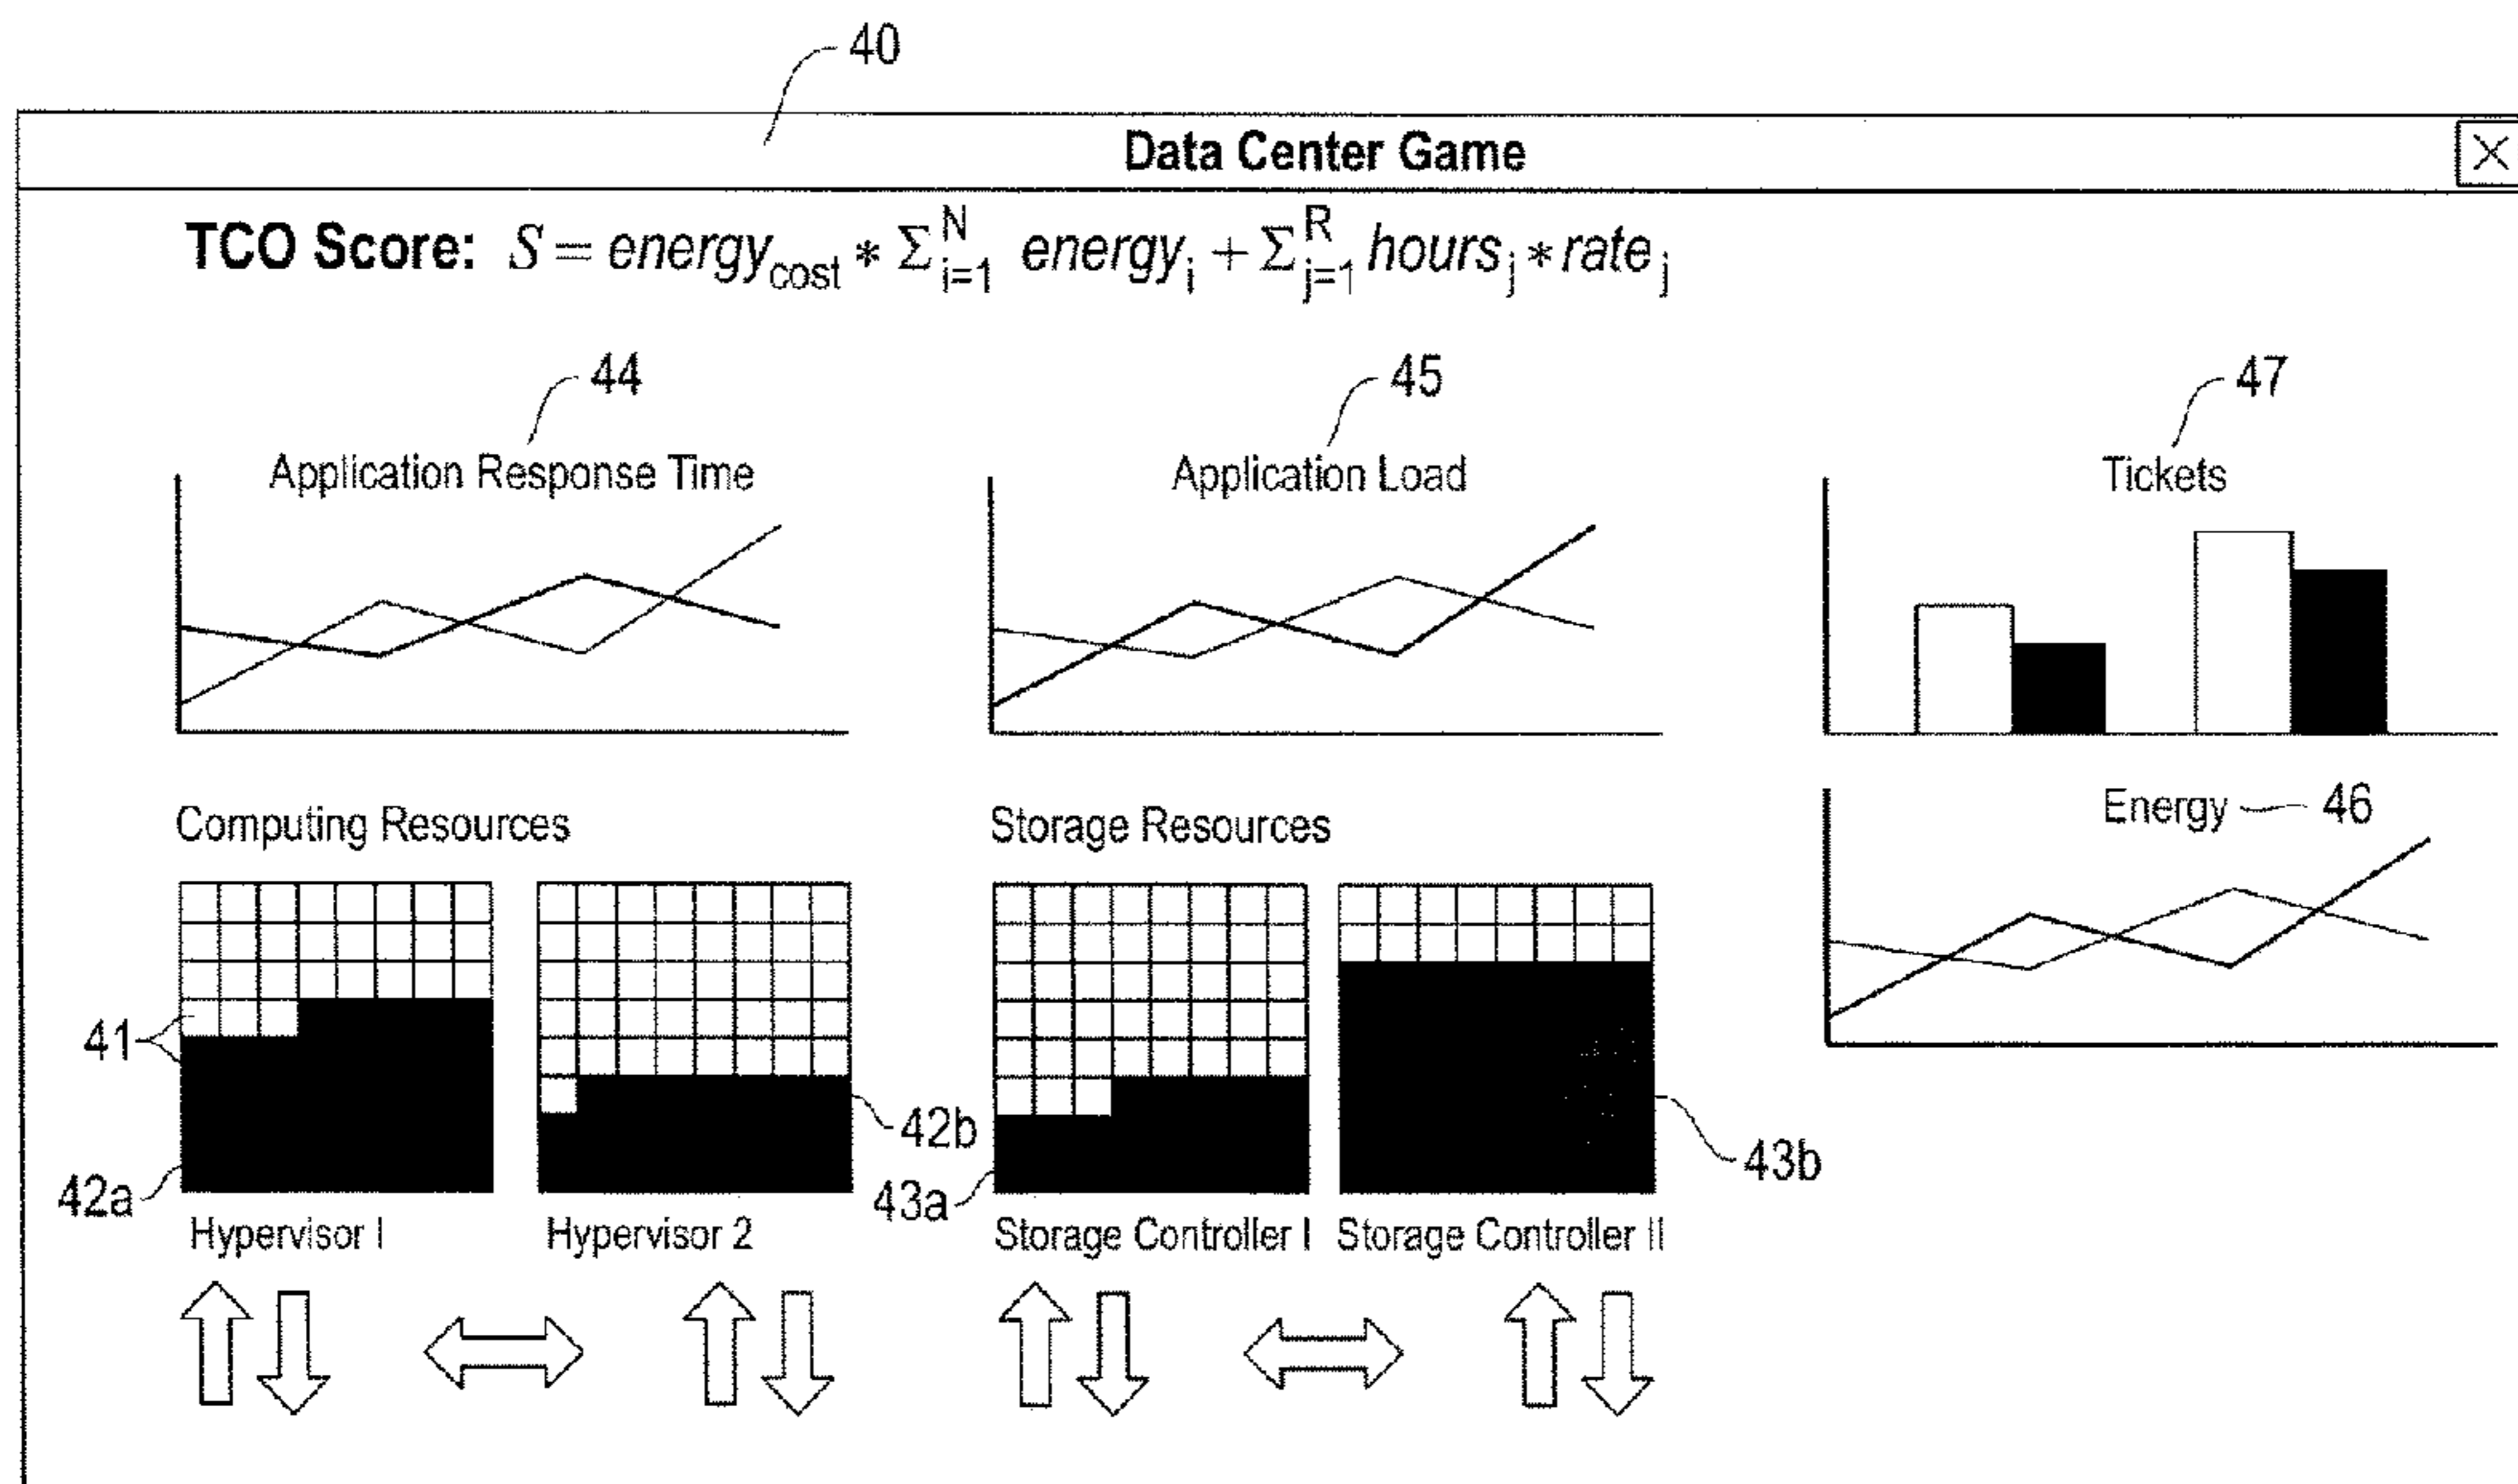 40
Data Center Game
TCO Score: S = energy_cost * Σ_{i=1}^{N} energy_i + Σ_{j=1}^{R} hours_j * rate_j
44
45
47
Application Response Time
Application Load
Tickets
Computing Resources
Storage Resources
Energy
46
41
42b
43b
42a
43a
Hypervisor I
Hypervisor 2
Storage Controller I
Storage Controller II